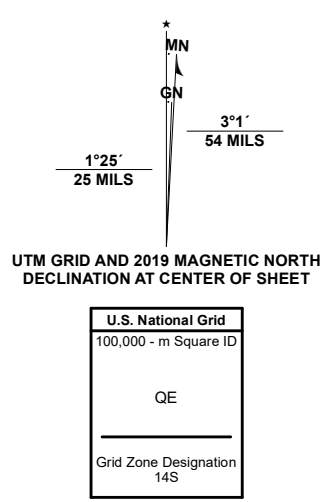 ★
MN
GN
3°1´
54 MILS
1°25´
25 MILS
UTM GRID AND 2019 MAGNETIC NORTH
DECLINATION AT CENTER OF SHEET
U.S. National Grid
100,000 - m Square ID
QE
Grid Zone Designation
14S